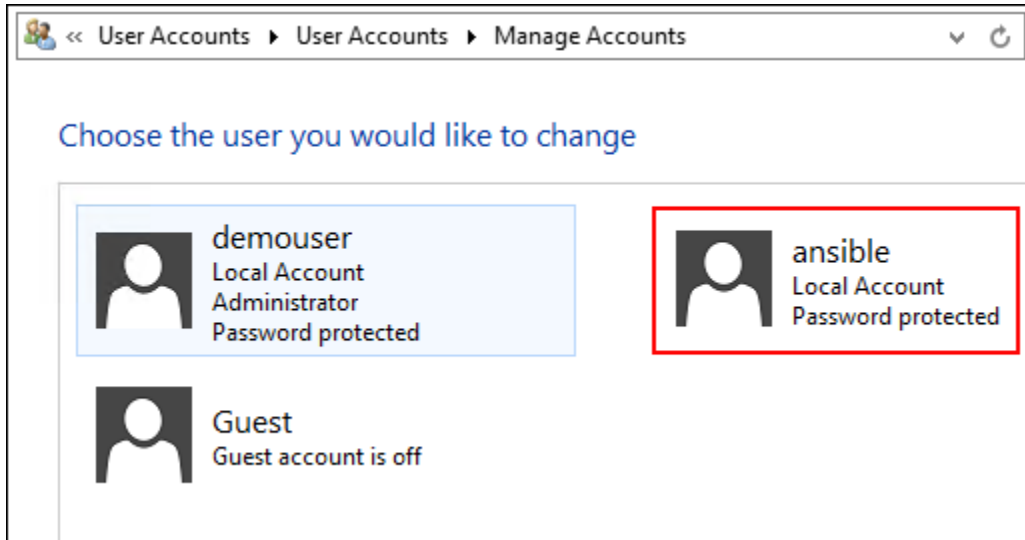 « User Accounts ▸ User Accounts ▸ Manage Accounts
Choose the user you would like to change
demouser
Local Account
Administrator
Password protected
ansible
Local Account
Password protected
Guest
Guest account is off